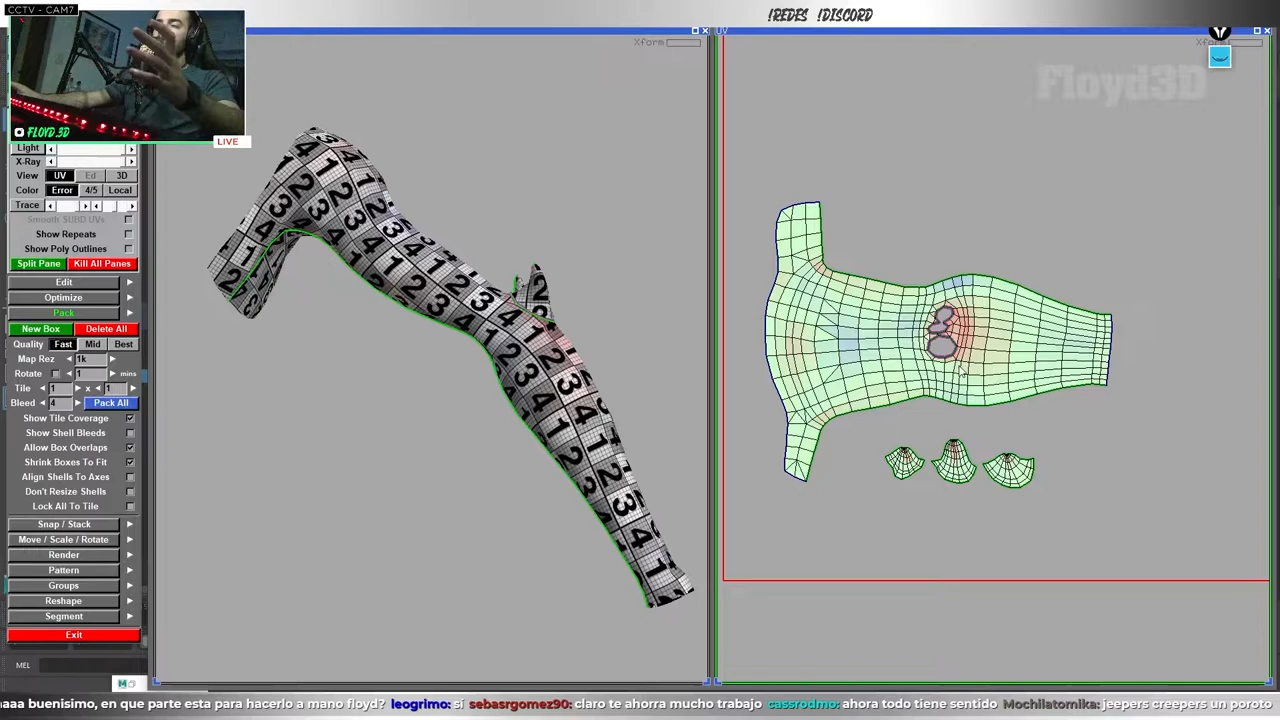 CCTV - CAM7
!REDES !DISCORD
FLOYD.3D
LIVE
Xform
UV
Xform
Floyd3D
Light
X-Ray
View UV Ed 3D
Color Error 4/5 Local
Trace
Smooth SUBD UVs
Show Repeats
Show Poly Outlines
Split Pane Kill All Panes
Edit
Optimize
Pack
New Box Delete All
Quality Fast Mid Best
Map Rez 1k
Rotate 1 mins
Tile 1 x 1
Bleed 4 Pack All
Show Tile Coverage
Show Shell Bleeds
Allow Box Overlaps
Shrink Boxes To Fit
Align Shells To Axes
Don't Resize Shells
Lock All To Tile
Snap / Stack
Move / Scale / Rotate
Render
Pattern
Groups
Reshape
Segment
Exit
MEL
M
aaa buenisimo, en que parte esta para hacerlo a mano floyd? leogrimo: si sebasrgomez90: claro te ahorra mucho trabajo cassrodmo: ahora todo tiene sentido Mochilatomika: jeepers creepers un poroto